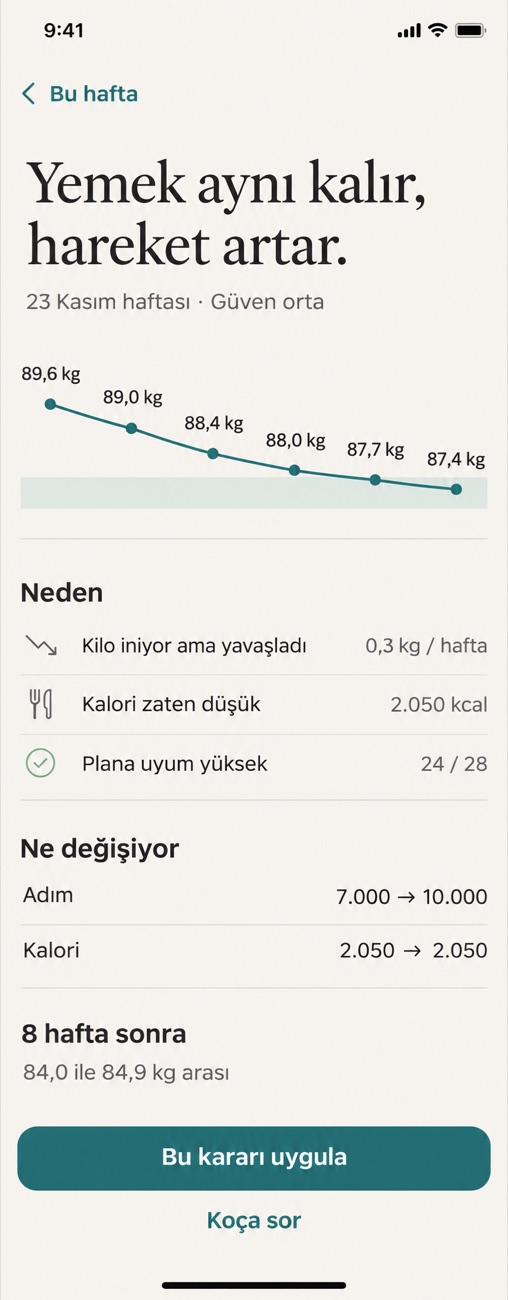 9:41
Bu hafta
Yemek aynı kalır,
hareket artar.
23 Kasım haftası · Güven orta
89,6 kg
89,0 kg
88,4 kg
88,0 kg
87,7 kg
87,4 kg
Neden
Kilo iniyor ama yavaşladı 0,3 kg / hafta
Kalori zaten düşük 2.050 kcal
Plana uyum yüksek 24 / 28
Ne değişiyor
Adım 7.000 → 10.000
Kalori 2.050 → 2.050
8 hafta sonra
84,0 ile 84,9 kg arası
Bu kararı uygula
Koça sor